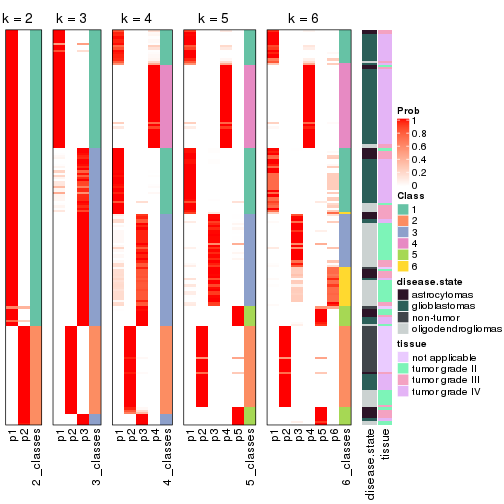 k = 2
k = 3
k = 4
k = 5
k = 6
Prob
1
0.8
0.6
0.4
0.2
0
Class
1
2
3
4
5
6
disease.state
astrocytomas
glioblastomas
non-tumor
oligodendrogliomas
tissue
not applicable
tumor grade II
tumor grade III
tumor grade IV
p1
p2
2_classes
p1
p2
p3
3_classes
p1
p2
p3
p4
4_classes
p1
p2
p3
p4
p5
5_classes
p1
p2
p3
p4
p5
p6
6_classes
disease.state
tissue